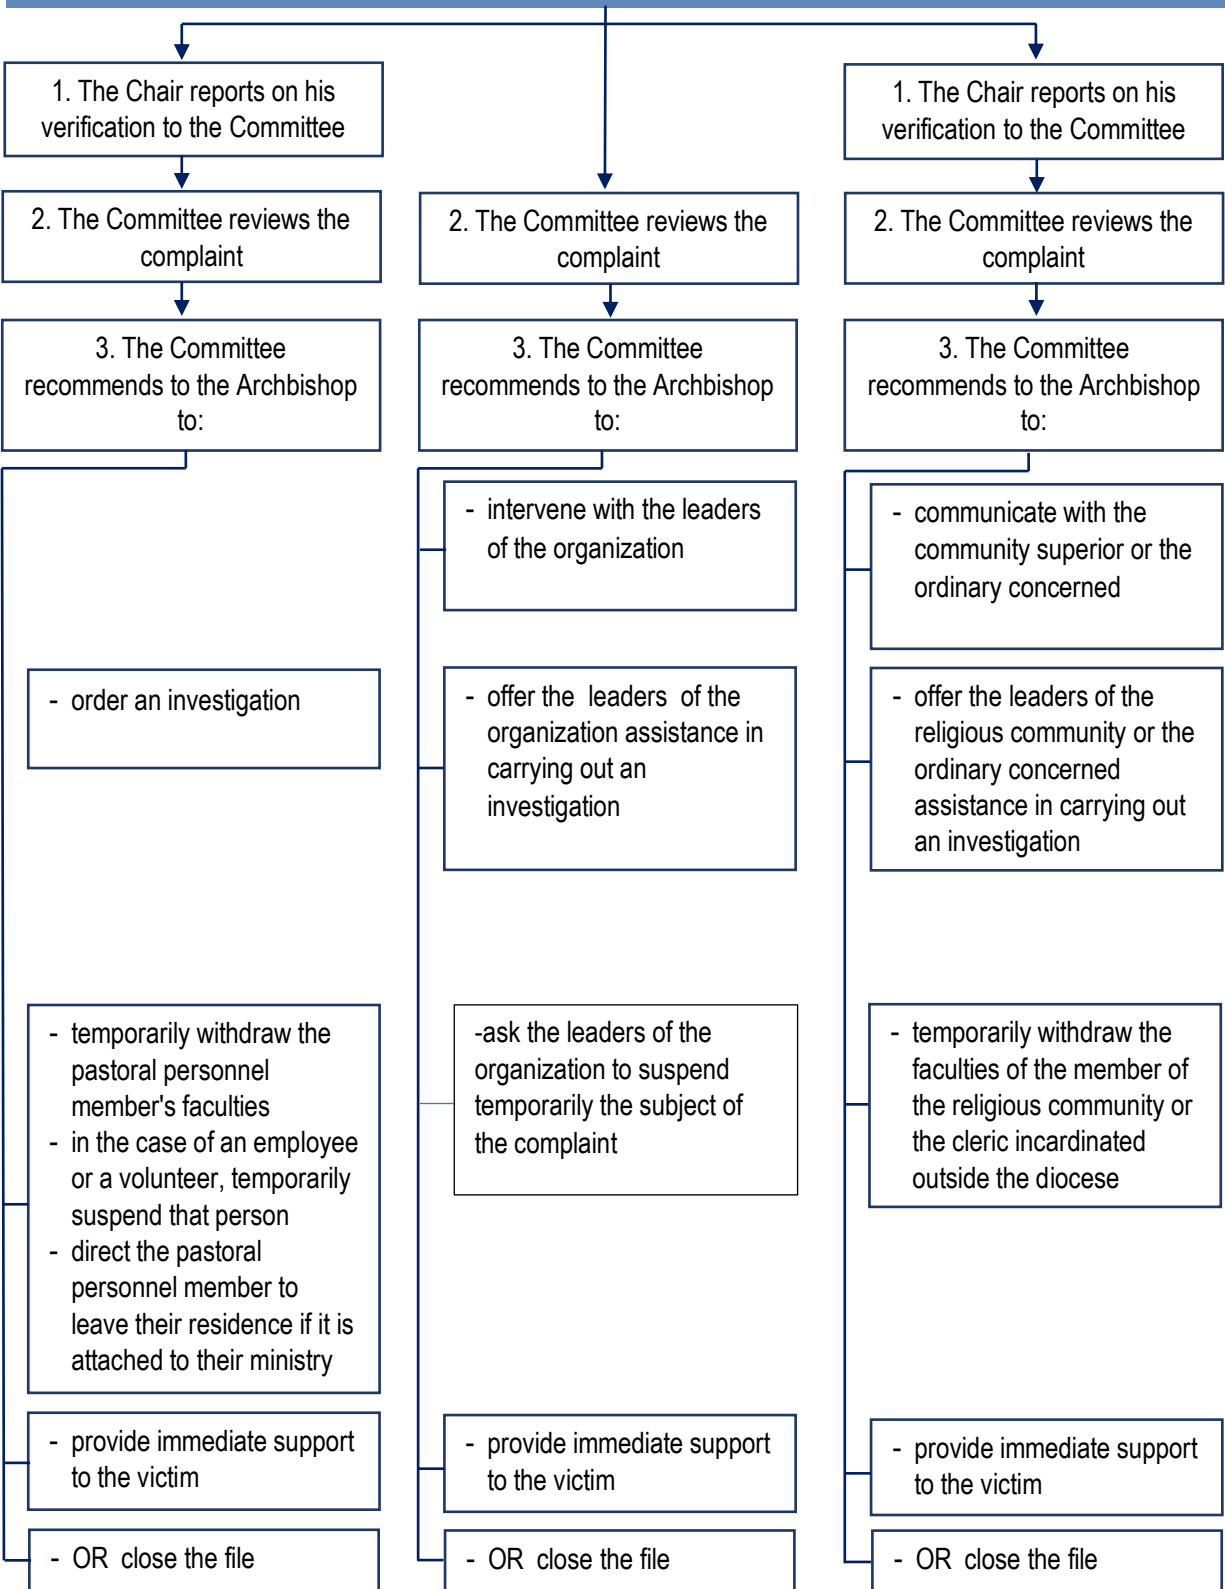 1. The Chair reports on his
verification to the Committee
2. The Committee reviews the
complaint
3. The Committee
recommends to the Archbishop
to:
- order an investigation
- temporarily withdraw the
pastoral personnel
member's faculties
- in the case of an employee
or a volunteer, temporarily
suspend that person
- direct the pastoral
personnel member to
leave their residence if it is
attached to their ministry
- provide immediate support
to the victim
- OR close the file
2. The Committee reviews the
complaint
3. The Committee
recommends to the Archbishop
to:
- intervene with the leaders
of the organization
- offer the leaders of the
organization assistance in
carrying out an
investigation
-ask the leaders of the
organization to suspend
temporarily the subject of
the complaint
- provide immediate support
to the victim
- OR close the file
1. The Chair reports on his
verification to the Committee
2. The Committee reviews the
complaint
3. The Committee
recommends to the Archbishop
to:
- communicate with the
community superior or the
ordinary concerned
- offer the leaders of the
religious community or the
ordinary concerned
assistance in carrying out
an investigation
- temporarily withdraw the
faculties of the member of
the religious community or
the cleric incardinated
outside the diocese
- provide immediate support
to the victim
- OR close the file